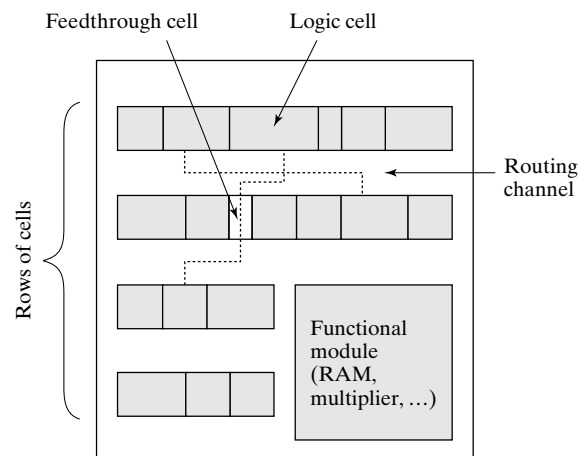 Feedthrough cell
Logic cell
Routing
channel
Rows of cells
Functional
module
(RAM,
multiplier, …)